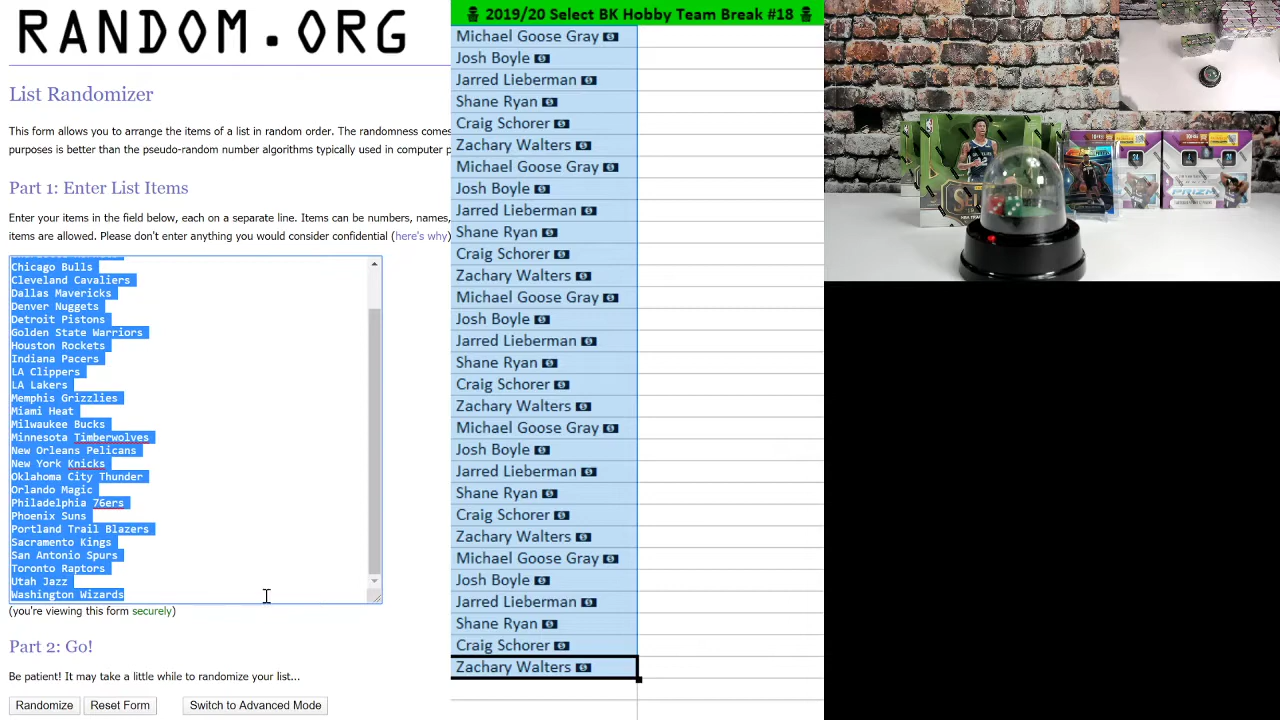 RANDOM.ORG
List Randomizer
This form allows you to arrange the items of a list in random order. The randomness comes
purposes is better than the pseudo-random number algorithms typically used in computer p
Part 1: Enter List Items
Enter your items in the field below, each on a separate line. Items can be numbers, names,
items are allowed. Please don't enter anything you would consider confidential (here's why)
Chicago Bulls
Cleveland Cavaliers
Dallas Mavericks
Denver Nuggets
Detroit Pistons
Golden State Warriors
Houston Rockets
Indiana Pacers
LA Clippers
LA Lakers
Memphis Grizzlies
Miami Heat
Milwaukee Bucks
Minnesota Timberwolves
New Orleans Pelicans
New York Knicks
Oklahoma City Thunder
Orlando Magic
Philadelphia 76ers
Phoenix Suns
Portland Trail Blazers
Sacramento Kings
San Antonio Spurs
Toronto Raptors
Utah Jazz
Washington Wizards
(you're viewing this form securely)
Part 2: Go!
Be patient! It may take a little while to randomize your list...
Randomize
Reset Form
Switch to Advanced Mode
2019/20 Select BK Hobby Team Break #18
Michael Goose Gray
Josh Boyle
Jarred Lieberman
Shane Ryan
Craig Schorer
Zachary Walters
Michael Goose Gray
Josh Boyle
Jarred Lieberman
Shane Ryan
Craig Schorer
Zachary Walters
Michael Goose Gray
Josh Boyle
Jarred Lieberman
Shane Ryan
Craig Schorer
Zachary Walters
Michael Goose Gray
Josh Boyle
Jarred Lieberman
Shane Ryan
Craig Schorer
Zachary Walters
Michael Goose Gray
Josh Boyle
Jarred Lieberman
Shane Ryan
Craig Schorer
Zachary Walters
PRIZM